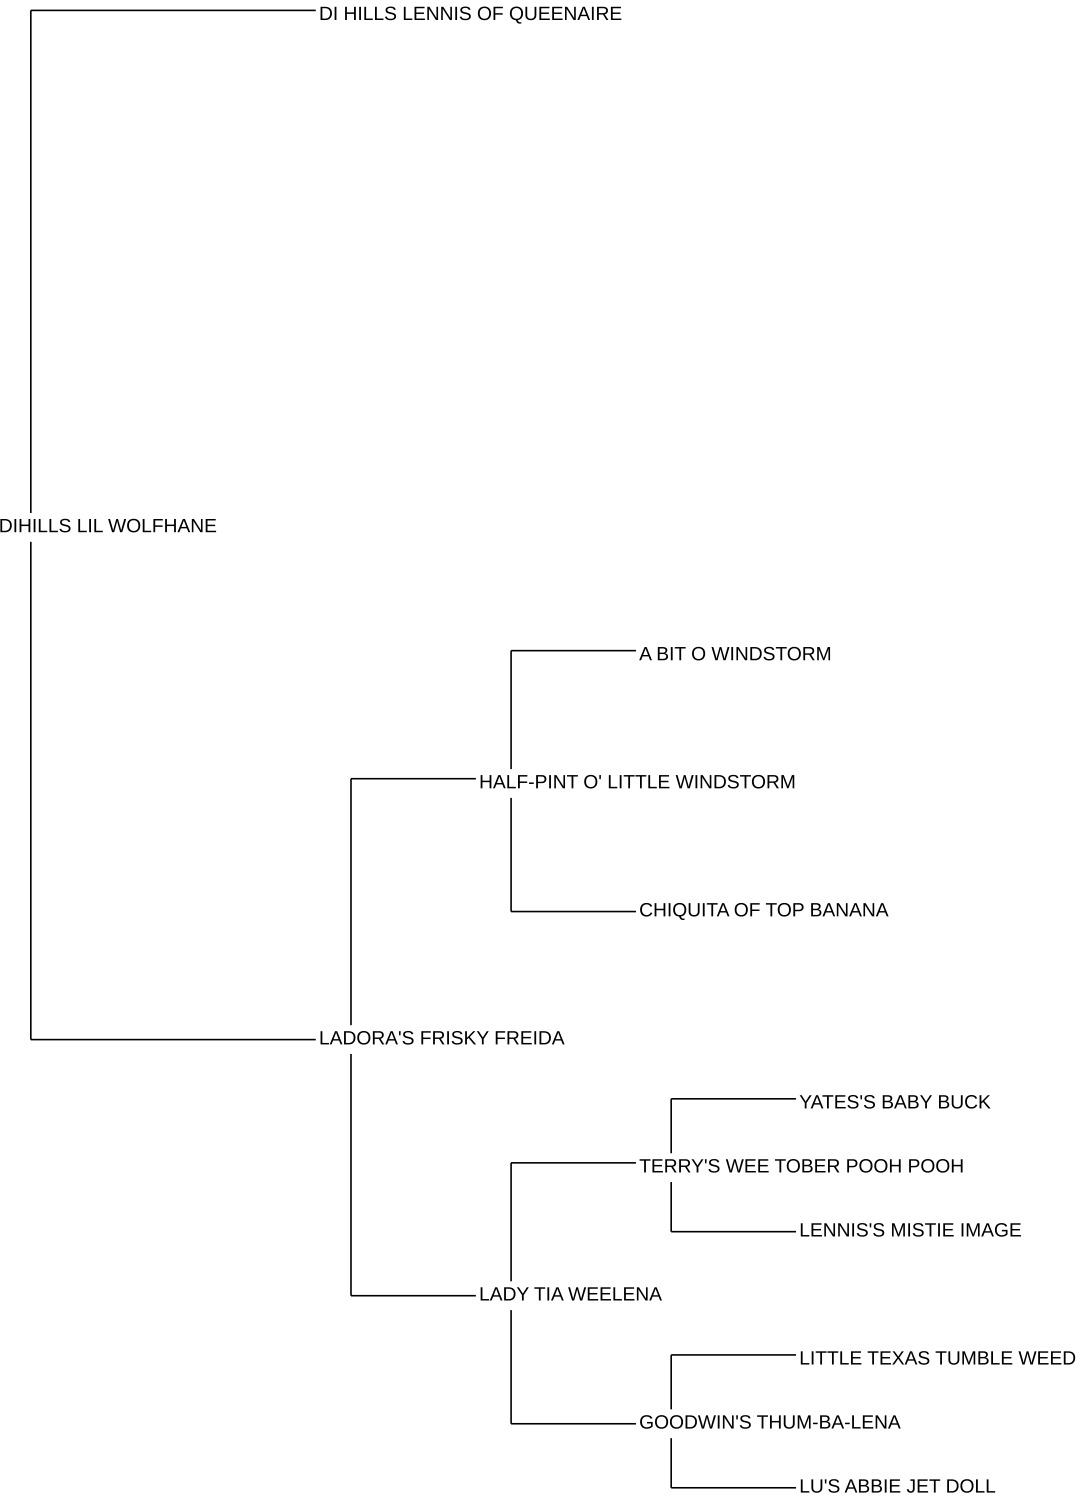 DI HILLS LENNIS OF QUEENAIRE
DIHILLS LIL WOLFHANE
A BIT O WINDSTORM
HALF-PINT O' LITTLE WINDSTORM
CHIQUITA OF TOP BANANA
LADORA'S FRISKY FREIDA
YATES'S BABY BUCK
TERRY'S WEE TOBER POOH POOH
LENNIS'S MISTIE IMAGE
LADY TIA WEELENA
LITTLE TEXAS TUMBLE WEED
GOODWIN'S THUM-BA-LENA
LU'S ABBIE JET DOLL